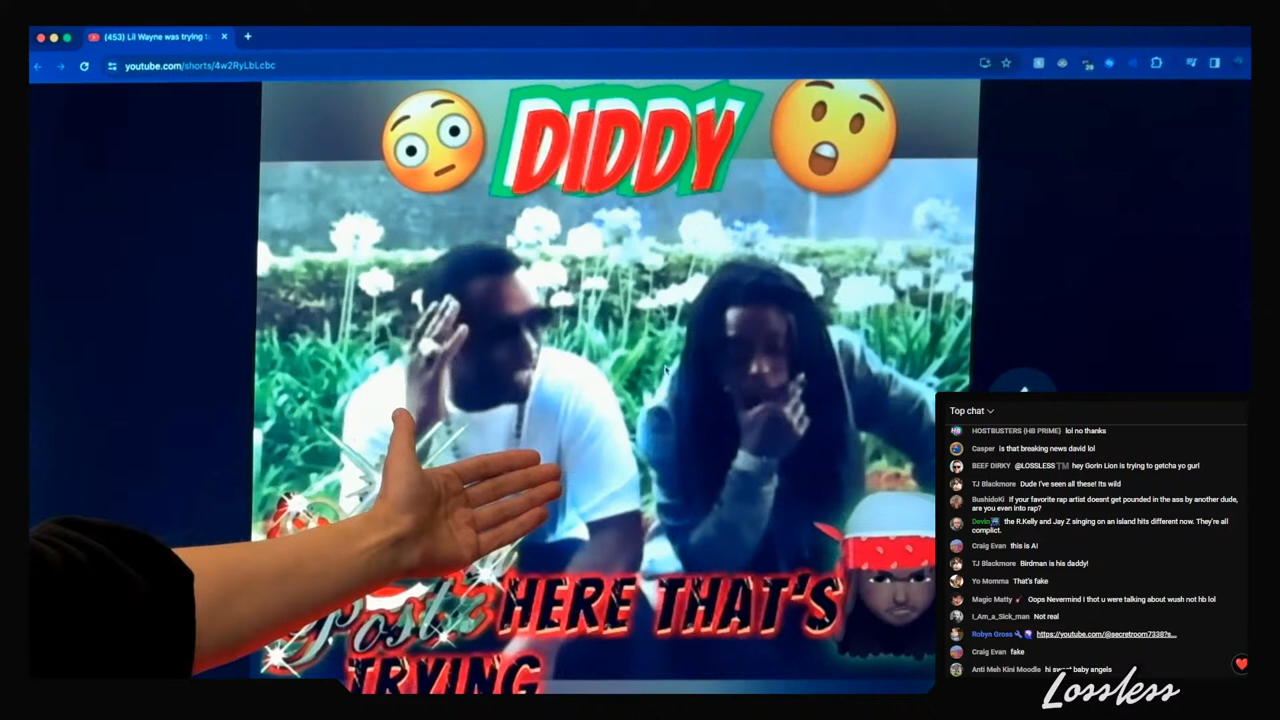 (453) Lil Wayne was trying to
youtube.com/shorts/4w2RyLbLcbc
DIDDY
Postz HERE THAT'S
TRYING
Top chat
HOSTBUSTERS (HB PRIME) lol no thanks
Casper is that breaking news david lol
BEEF DIRKY @LOSSLESS™ hey Gorin Lion is trying to getcha yo gurl
TJ Blackmore Dude I've seen all these! Its wild
BushidoKi If your favorite rap artist doesnt get pounded in the ass by another dude,
are you even into rap?
Devin the R.Kelly and Jay Z singing on an island hits different now. They're all
complict.
Craig Evan this is AI
TJ Blackmore Birdman is his daddy!
Yo Momma That's fake
Magic Matty Oops Nevermind I thot u were talking about wush not hb lol
I_Am_a_Sick_man Not real
Robyn Gross https://youtube.com/@secretroom7338?s...
Craig Evan fake
Anti Meh Kini Moodie hi sweet baby angels
Lossless